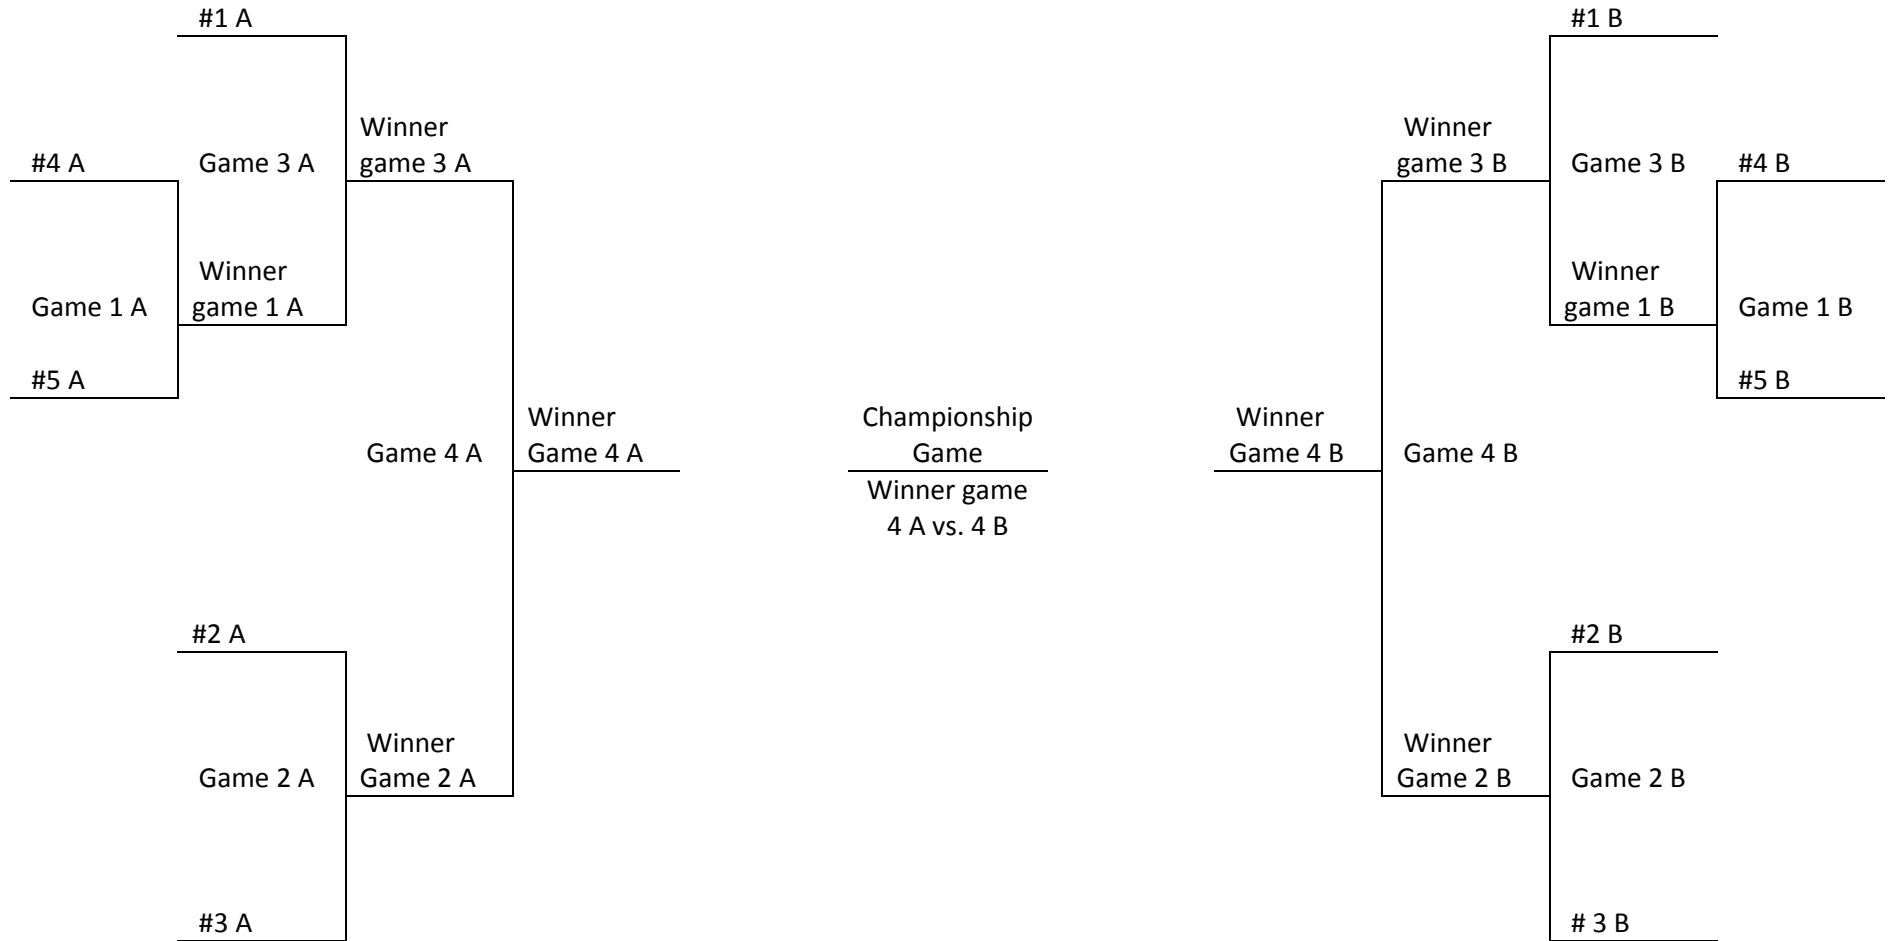 #1 A
#1 B
Winner
game 3 A
#4 A
Game 3 A
Winner
game 3 B
Game 3 B
#4 B
Winner
game 1 A
Game 1 A
Winner
game 1 B
Game 1 B
#5 A
#5 B
Game 4 A
Winner
Game 4 A
Championship
Game
Winner game
4 A vs. 4 B
Winner
Game 4 B
Game 4 B
#2 A
#2 B
Game 2 A
Winner
Game 2 A
Winner
Game 2 B
Game 2 B
#3 A
# 3 B